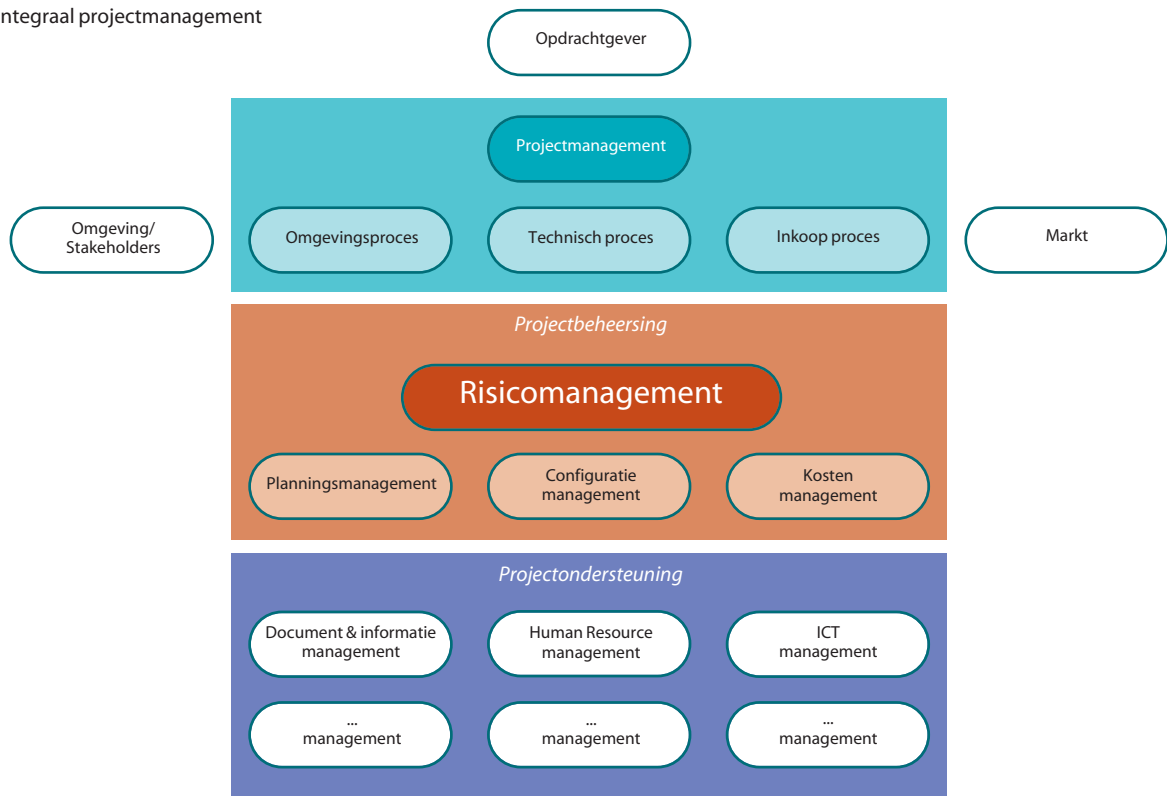 ntegraal projectmanagement
Opdrachtgever
Projectmanagement
Omgeving/
Stakeholders
Omgevingsproces
Technisch proces
Inkoop proces
Markt
Projectbeheersing
Risicomanagement
Planningsmanagement
Configuratie
management
Kosten
management
Projectondersteuning
Document & informatie
management
Human Resource
management
ICT
management
...
management
...
management
...
management